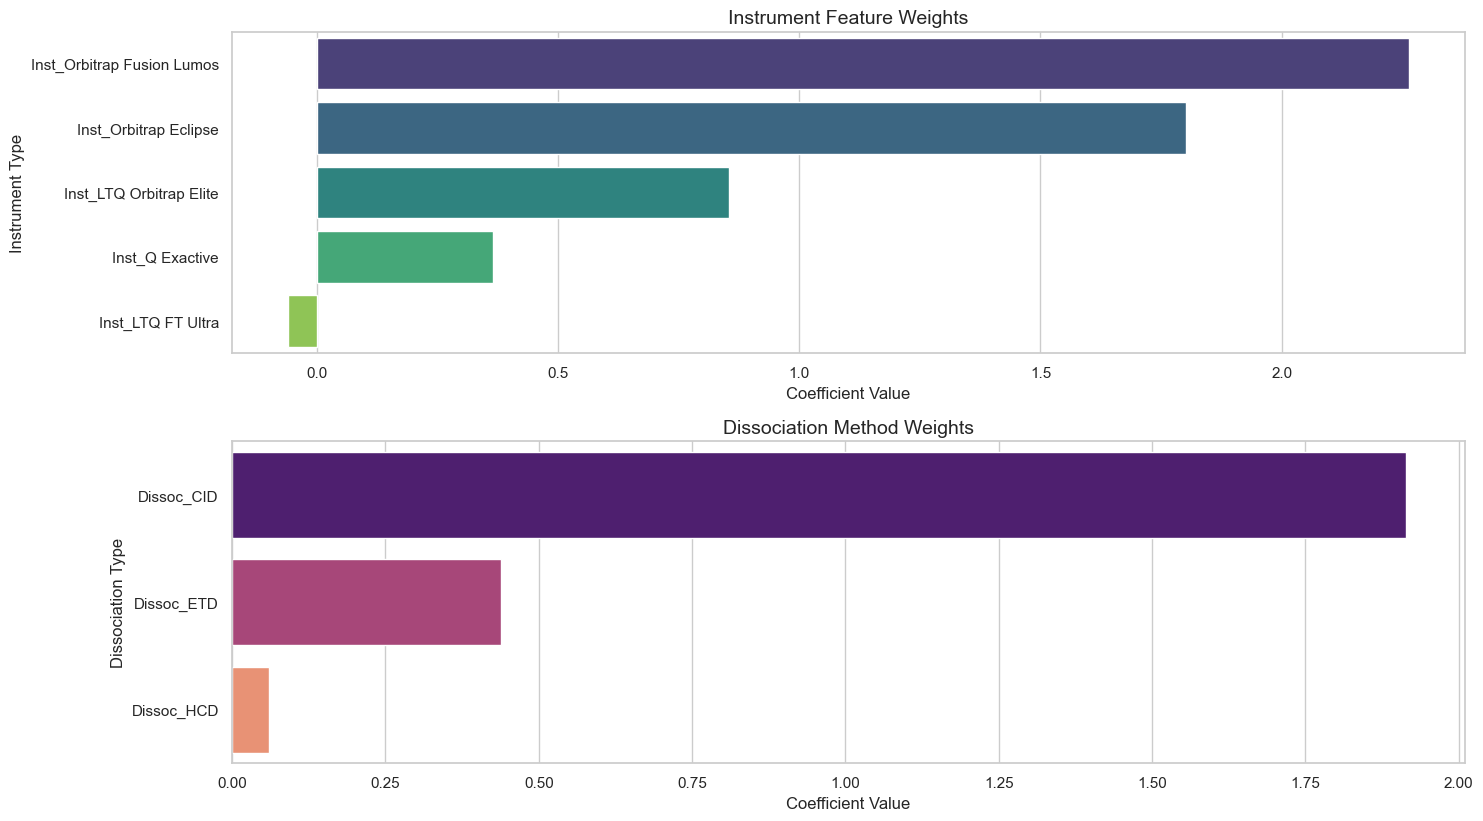 Instrument Feature Weights
Instrument Type
Inst_Orbitrap Fusion Lumos
Inst_Orbitrap Eclipse
Inst_LTQ Orbitrap Elite
Inst_Q Exactive
Inst_LTQ FT Ultra
0.0 0.5 1.0 1.5 2.0
Coefficient Value
Dissociation Method Weights
Dissociation Type
Dissoc_CID
Dissoc_ETD
Dissoc_HCD
0.00 0.25 0.50 0.75 1.00 1.25 1.50 1.75 2.00
Coefficient Value